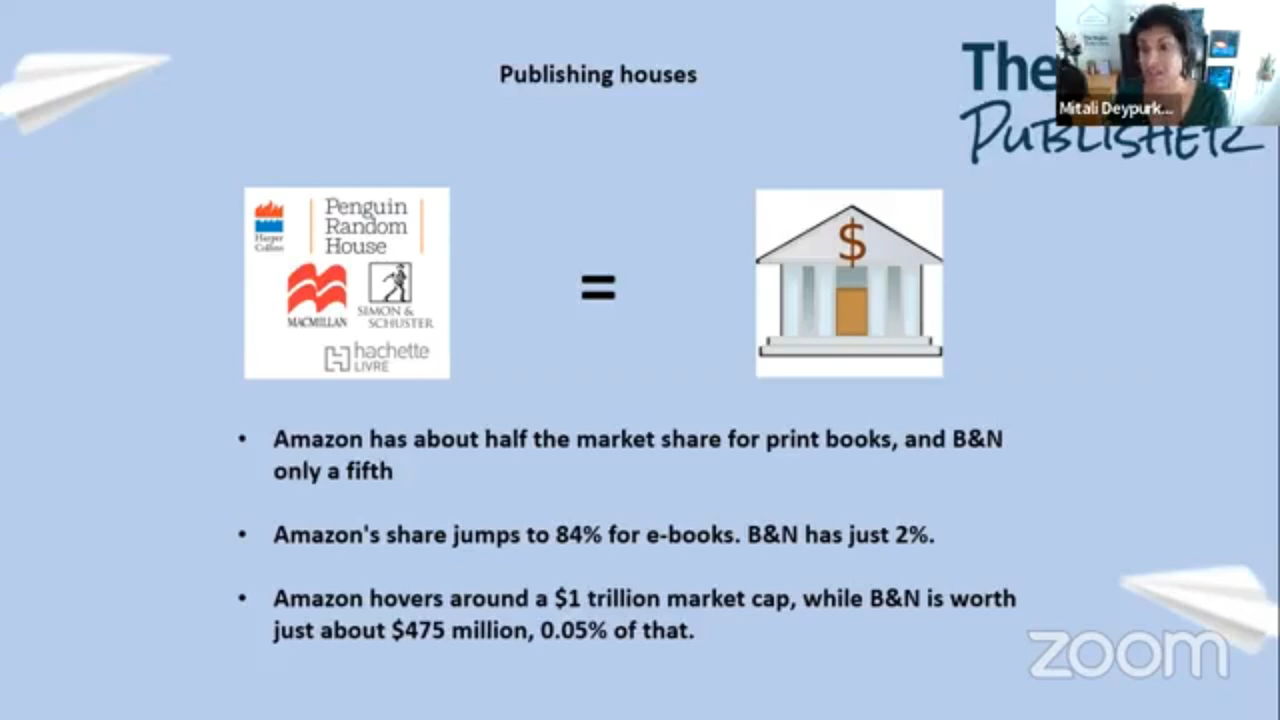 Publishing houses
The
PUBLISHER
Mitali Deypurk...
Harper
Collins
Penguin
Random
House
MACMILLAN
SIMON &
SCHUSTER
hachette
LIVRE
=
$
• Amazon has about half the market share for print books, and B&N
only a fifth
• Amazon's share jumps to 84% for e-books. B&N has just 2%.
• Amazon hovers around a $1 trillion market cap, while B&N is worth
just about $475 million, 0.05% of that.
zoom